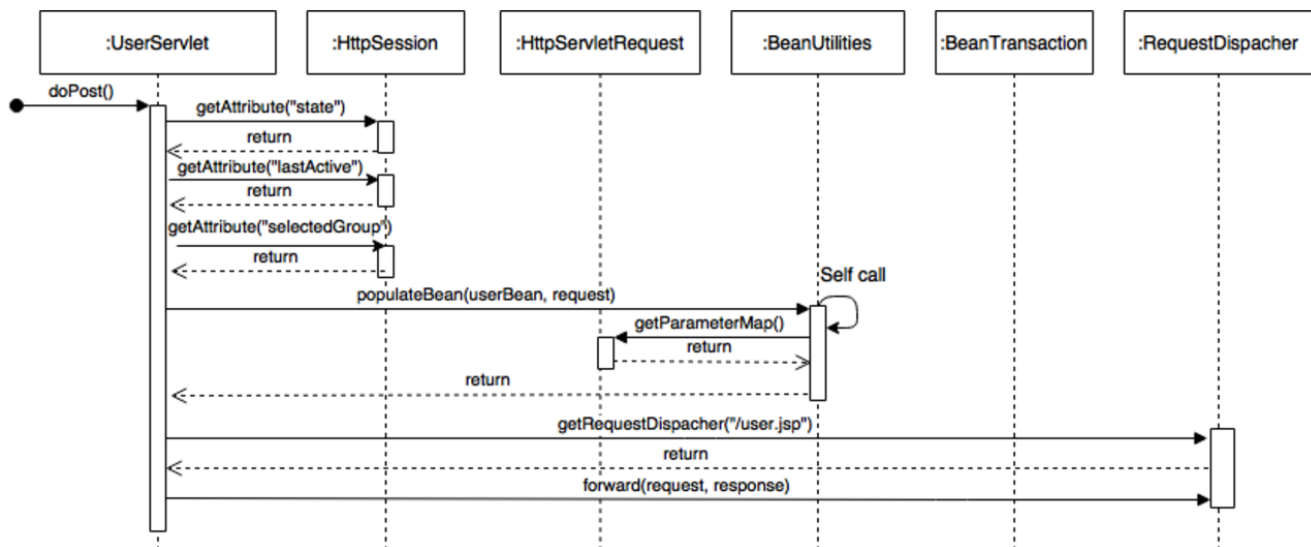 :UserServlet
:HttpSession
:HttpServletRequest
:BeanUtilities
:BeanTransaction
:RequestDispacher
doPost()
getAttribute("state")
return
getAttribute("lastActive")
return
getAttribute("selectedGroup")
return
Self call
populateBean(userBean, request)
getParameterMap()
return
return
getRequestDispacher("/user.jsp")
return
forward(request, response)